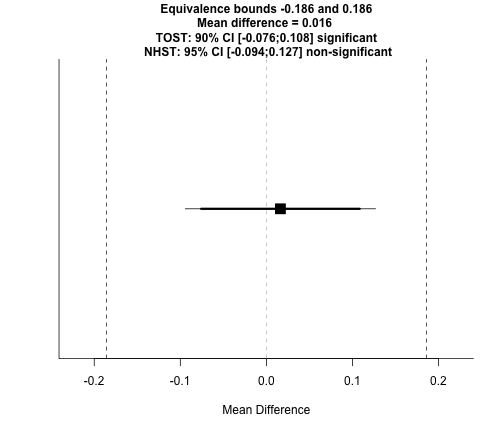 Equivalence bounds -0.186 and 0.186
Mean difference = 0.016
TOST: 90% CI [-0.076;0.108] significant
NHST: 95% CI [-0.094;0.127] non-significant
-0.2 -0.1 0.0 0.1 0.2
Mean Difference